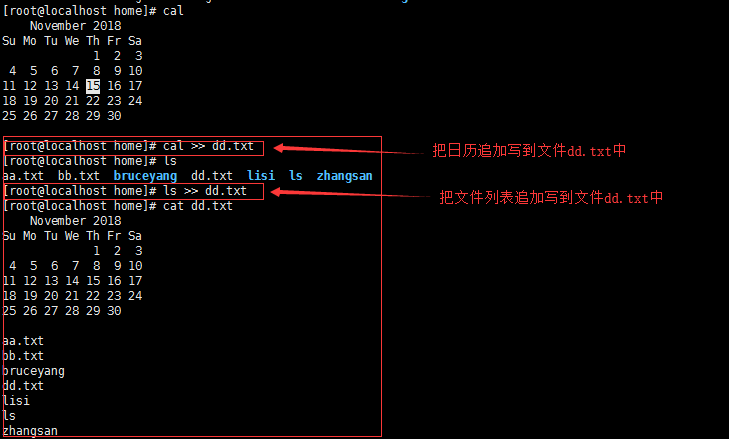 [root@localhost home]# cal
    November 2018
Su Mo Tu We Th Fr Sa
             1  2  3
 4  5  6  7  8  9 10
11 12 13 14 15 16 17
18 19 20 21 22 23 24
25 26 27 28 29 30
[root@localhost home]# cal >> dd.txt 把日历追加写到文件dd.txt中
[root@localhost home]# ls
aa.txt  bb.txt  bruceyang  dd.txt  lisi  ls  zhangsan
[root@localhost home]# ls >> dd.txt 把文件列表追加写到文件dd.txt中
[root@localhost home]# cat dd.txt
    November 2018
Su Mo Tu We Th Fr Sa
             1  2  3
 4  5  6  7  8  9 10
11 12 13 14 15 16 17
18 19 20 21 22 23 24
25 26 27 28 29 30
aa.txt
bb.txt
bruceyang
dd.txt
lisi
ls
zhangsan